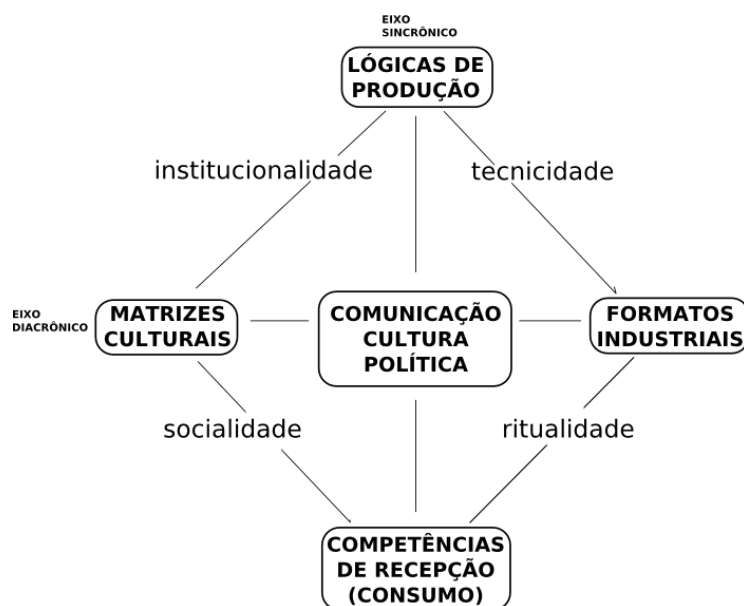 EIXO
SINCRÔNICO
LÓGICAS DE
PRODUÇÃO
institucionalidade
tecnicidade
EIXO
DIACRÔNICO
MATRIZES
CULTURAIS
COMUNICAÇÃO
CULTURA
POLÍTICA
FORMATOS
INDUSTRIAIS
socialidade
ritualidade
COMPETÊNCIAS
DE RECEPÇÃO
(CONSUMO)